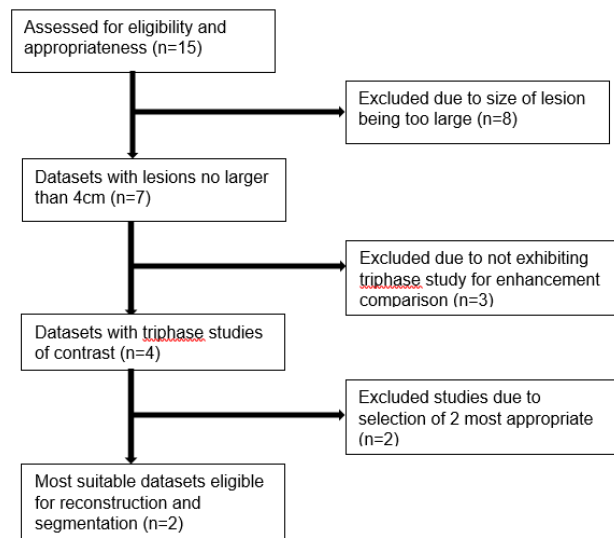 Assessed for eligibility and
appropriateness (n=15)
Excluded due to size of lesion
being too large (n=8)
Datasets with lesions no larger
than 4cm (n=7)
Excluded due to not exhibiting
triphase study for enhancement
comparison (n=3)
Datasets with triphase studies
of contrast (n=4)
Excluded studies due to
selection of 2 most appropriate
(n=2)
Most suitable datasets eligible
for reconstruction and
segmentation (n=2)